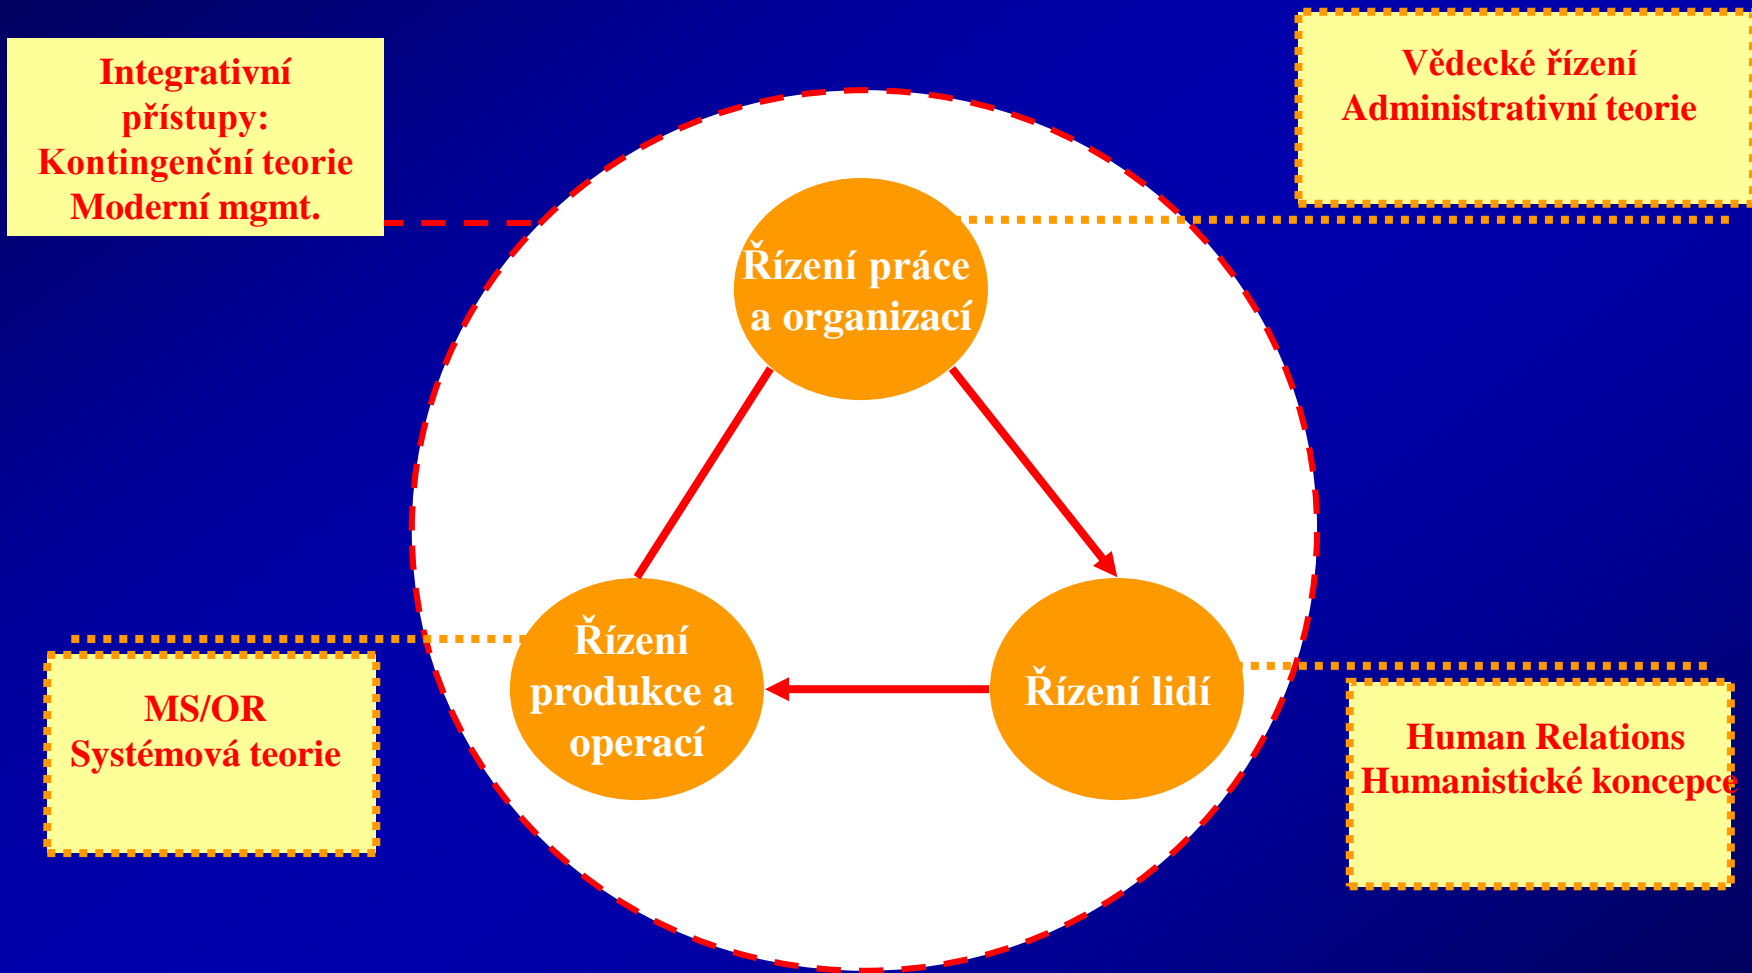 Integrativní
přístupy:
Kontingenční teorie
Moderní mgmt.
Vědecké řízení
Administrativní teorie
Řízení práce
a organizací
Řízení
produkce a
operací
Řízení lidí
MS/OR
Systémová teorie
Human Relations
Humanistické koncepce